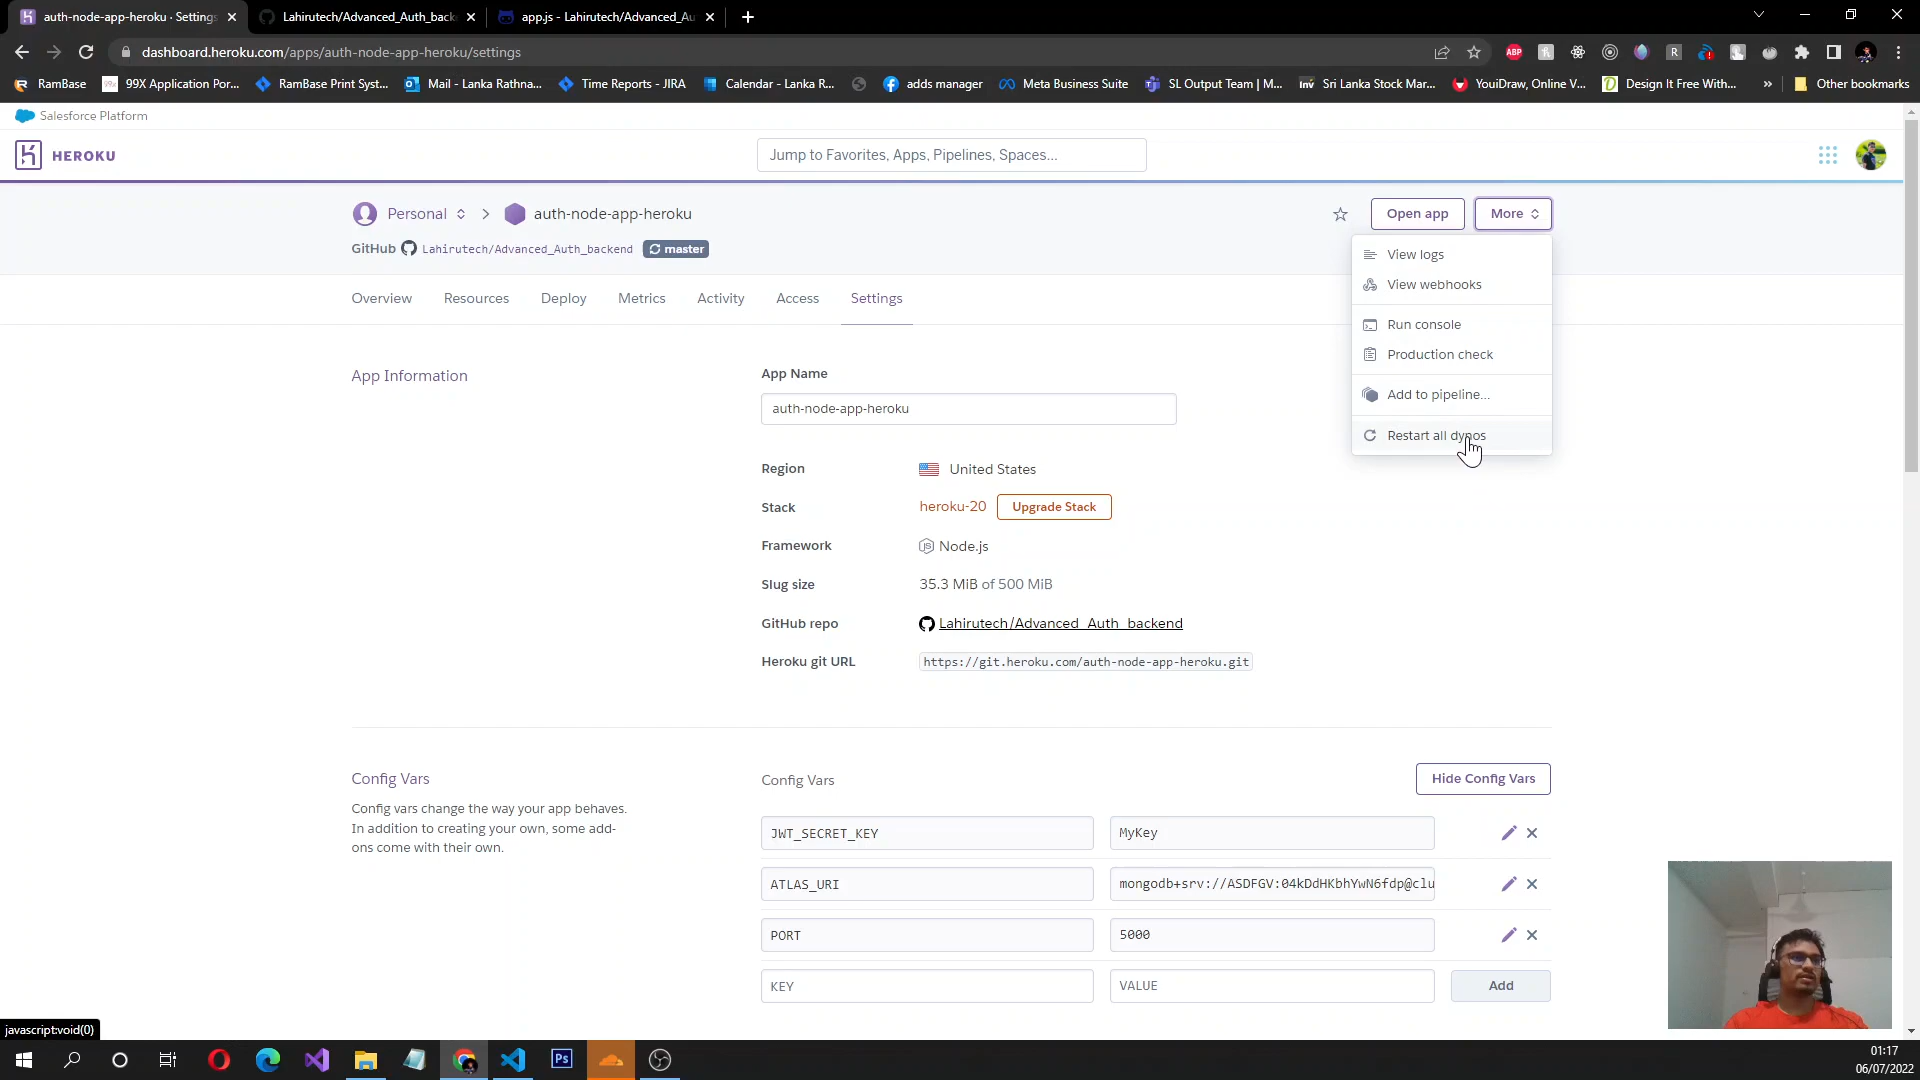 auth-node-app-heroku · Settings
Lahirutech/Advanced_Auth_back
app.js - Lahirutech/Advanced_Au
dashboard.heroku.com/apps/auth-node-app-heroku/settings
ABP
R
RamBase
99X Application Por...
RamBase Print Syst...
Mail - Lanka Rathna...
Time Reports - JIRA
Calendar - Lanka R...
adds manager
Meta Business Suite
SL Output Team | M...
Inv
Sri Lanka Stock Mar...
YouiDraw, Online V...
Design It Free With...
»
Other bookmarks
Salesforce Platform
HEROKU
Jump to Favorites, Apps, Pipelines, Spaces...
Personal
auth-node-app-heroku
Open app
More
GitHub Lahirutech/Advanced_Auth_backend master
View logs
View webhooks
Run console
Production check
Add to pipeline...
Restart all dynos
Overview
Resources
Deploy
Metrics
Activity
Access
Settings
App Information
App Name
auth-node-app-heroku
Region
United States
Stack
heroku-20
Upgrade Stack
Framework
Node.js
Slug size
35.3 MiB of 500 MiB
GitHub repo
Lahirutech/Advanced_Auth_backend
Heroku git URL
https://git.heroku.com/auth-node-app-heroku.git
Config Vars
Config vars change the way your app behaves.
In addition to creating your own, some add-
ons come with their own.
Config Vars
Hide Config Vars
JWT_SECRET_KEY
MyKey
ATLAS_URI
mongodb+srv://ASDFGV:04kDdHKbhYwN6fdp@clu
PORT
5000
KEY
VALUE
Add
javascript:void(0)
Ps
01:17
06/07/2022